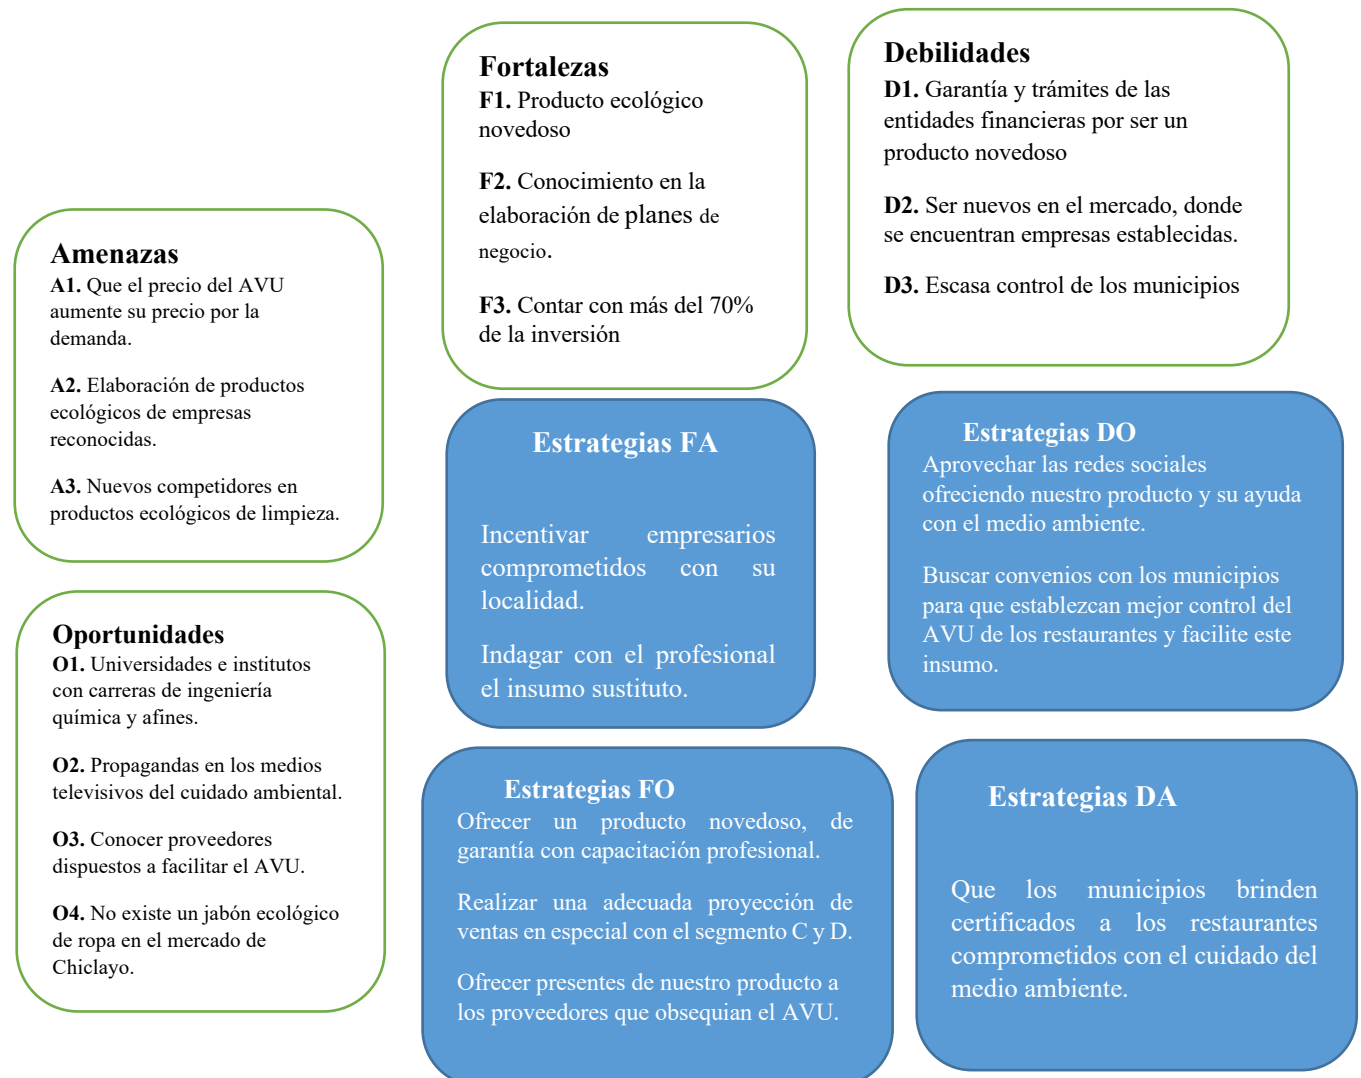 Fortalezas
F1. Producto ecológico
novedoso
F2. Conocimiento en la
elaboración de planes de
negocio.
F3. Contar con más del 70%
de la inversión
Debilidades
D1. Garantía y trámites de las
entidades financieras por ser un
producto novedoso
D2. Ser nuevos en el mercado, donde
se encuentran empresas establecidas.
D3. Escasa control de los municipios
Amenazas
A1. Que el precio del AVU
aumente su precio por la
demanda.
A2. Elaboración de productos
ecológicos de empresas
reconocidas.
A3. Nuevos competidores en
productos ecológicos de limpieza.
Estrategias FA
Incentivar empresarios
comprometidos con su
localidad.
Indagar con el profesional
el insumo sustituto.
Estrategias DO
Aprovechar las redes sociales
ofreciendo nuestro producto y su ayuda
con el medio ambiente.
Buscar convenios con los municipios
para que establezcan mejor control del
AVU de los restaurantes y facilite este
insumo.
Oportunidades
O1. Universidades e institutos
con carreras de ingeniería
química y afines.
O2. Propagandas en los medios
televisivos del cuidado ambiental.
O3. Conocer proveedores
dispuestos a facilitar el AVU.
O4. No existe un jabón ecológico
de ropa en el mercado de
Chiclayo.
Estrategias FO
Ofrecer un producto novedoso, de
garantía con capacitación profesional.
Realizar una adecuada proyección de
ventas en especial con el segmento C y D.
Ofrecer presentes de nuestro producto a
los proveedores que obsequian el AVU.
Estrategias DA
Que los municipios brinden
certificados a los restaurantes
comprometidos con el cuidado del
medio ambiente.